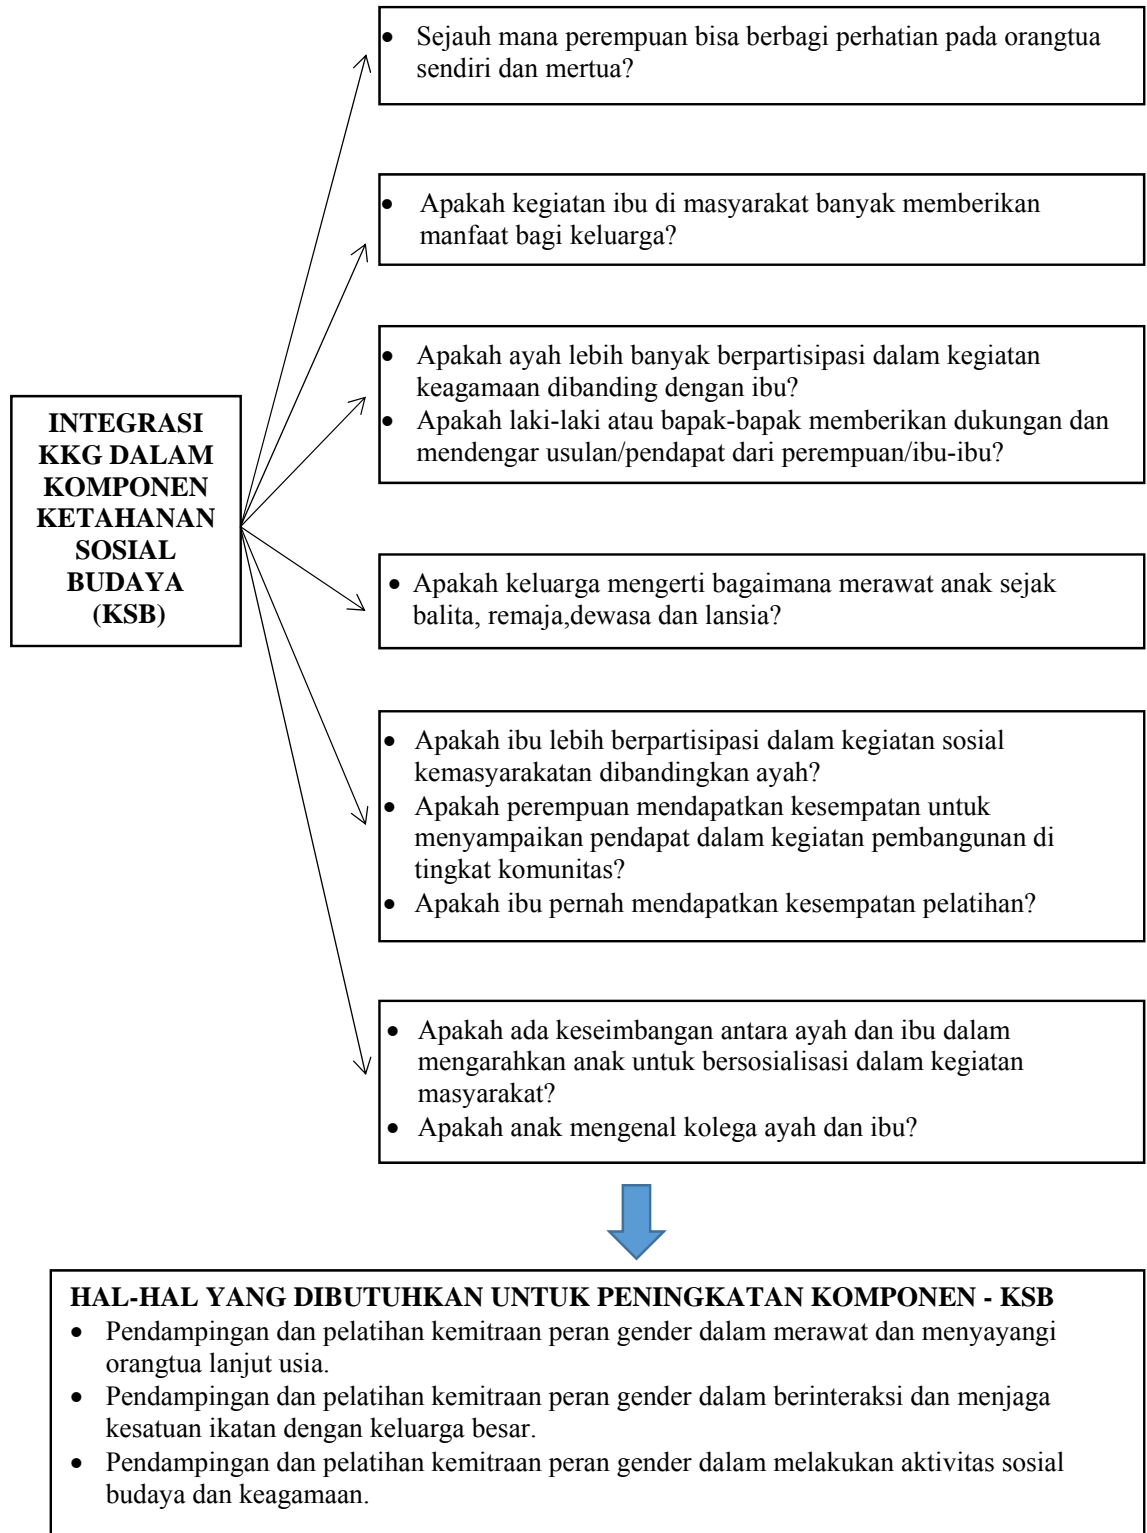 • Sejauh mana perempuan bisa berbagi perhatian pada orangtua
sendiri dan mertua?
• Apakah kegiatan ibu di masyarakat banyak memberikan
manfaat bagi keluarga?
• Apakah ayah lebih banyak berpartisipasi dalam kegiatan
keagamaan dibanding dengan ibu?
• Apakah laki-laki atau bapak-bapak memberikan dukungan dan
mendengar usulan/pendapat dari perempuan/ibu-ibu?
INTEGRASI
KKG DALAM
KOMPONEN
KETAHANAN
SOSIAL
BUDAYA
(KSB)
• Apakah keluarga mengerti bagaimana merawat anak sejak
balita, remaja,dewasa dan lansia?
• Apakah ibu lebih berpartisipasi dalam kegiatan sosial
kemasyarakatan dibandingkan ayah?
• Apakah perempuan mendapatkan kesempatan untuk
menyampaikan pendapat dalam kegiatan pembangunan di
tingkat komunitas?
• Apakah ibu pernah mendapatkan kesempatan pelatihan?
• Apakah ada keseimbangan antara ayah dan ibu dalam
mengarahkan anak untuk bersosialisasi dalam kegiatan
masyarakat?
• Apakah anak mengenal kolega ayah dan ibu?
HAL-HAL YANG DIBUTUHKAN UNTUK PENINGKATAN KOMPONEN - KSB
• Pendampingan dan pelatihan kemitraan peran gender dalam merawat dan menyayangi
orangtua lanjut usia.
• Pendampingan dan pelatihan kemitraan peran gender dalam berinteraksi dan menjaga
kesatuan ikatan dengan keluarga besar.
• Pendampingan dan pelatihan kemitraan peran gender dalam melakukan aktivitas sosial
budaya dan keagamaan.